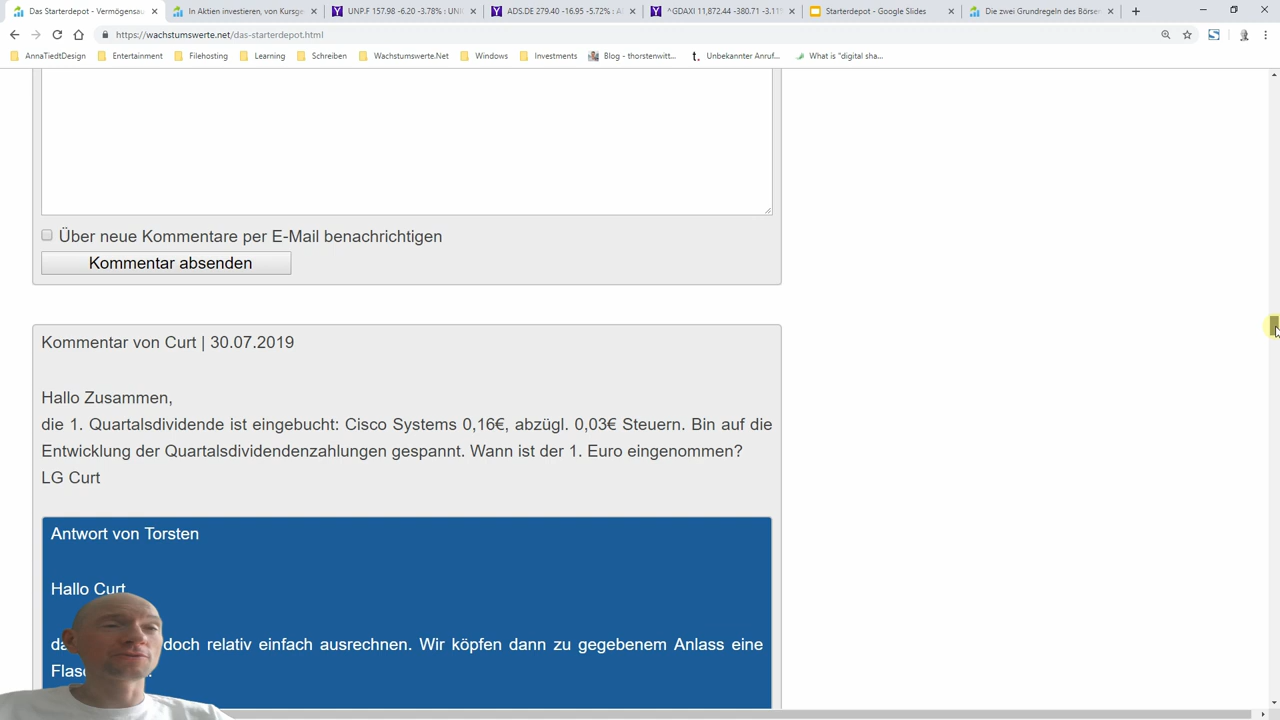 Das Starterdepot - Vermögensau
In Aktien investieren, von Kursge
UNP.F 157.98 -6.20 -3.78% : UNIO
ADS.DE 279.40 -16.95 -5.72% : A
^GDAXI 11,872.44 -380.71 -3.11%
Starterdepot - Google Slides
Die zwei Grundregeln des Börsen
https://wachstumswerte.net/das-starterdepot.html
AnnaTiedtDesign
Entertainment
Filehosting
Learning
Schreiben
Wachstumswerte.Net
Windows
Investments
Blog - thorstenwitt...
Unbekannter Anruf...
What is "digital sha...
Über neue Kommentare per E-Mail benachrichtigen
Kommentar absenden
Kommentar von Curt | 30.07.2019
Hallo Zusammen,
die 1. Quartalsdividende ist eingebucht: Cisco Systems 0,16€, abzügl. 0,03€ Steuern. Bin auf die
Entwicklung der Quartalsdividendenzahlungen gespannt. Wann ist der 1. Euro eingenommen?
LG Curt
Antwort von Torsten
Hallo Curt
doch relativ einfach ausrechnen. Wir köpfen dann zu gegebenem Anlass eine